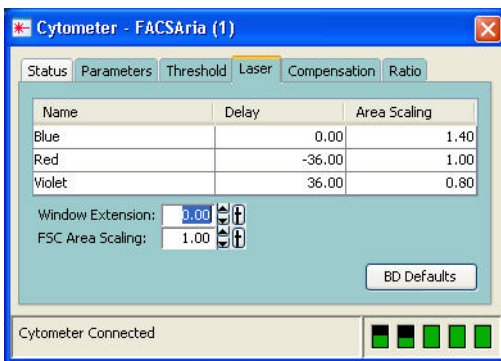 Cytometer - FACSAria (1)
Status Parameters Threshold Laser Compensation Ratio
Name Delay Area Scaling
Blue 0.00 1.40
Red -36.00 1.00
Violet 36.00 0.80
Window Extension: 0.00
FSC Area Scaling: 1.00
BD Defaults
Cytometer Connected